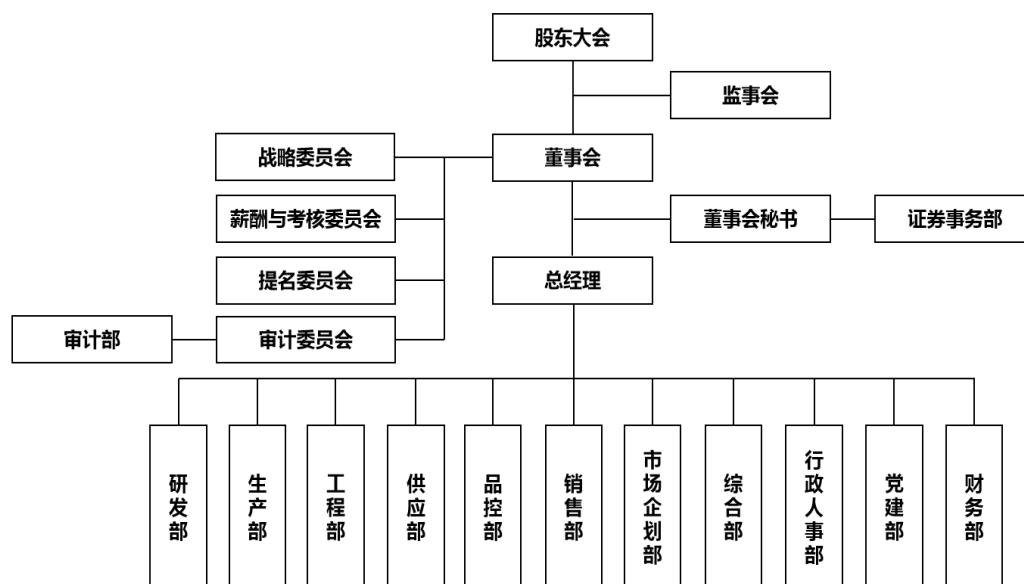 股东大会
监事会
战略委员会
董事会
薪酬与考核委员会
董事会秘书
证券事务部
提名委员会
总经理
审计部
审计委员会
研发部
生产部
工程部
供应部
品控部
销售部
市场企划部
综合部
行政人事部
党建部
财务部